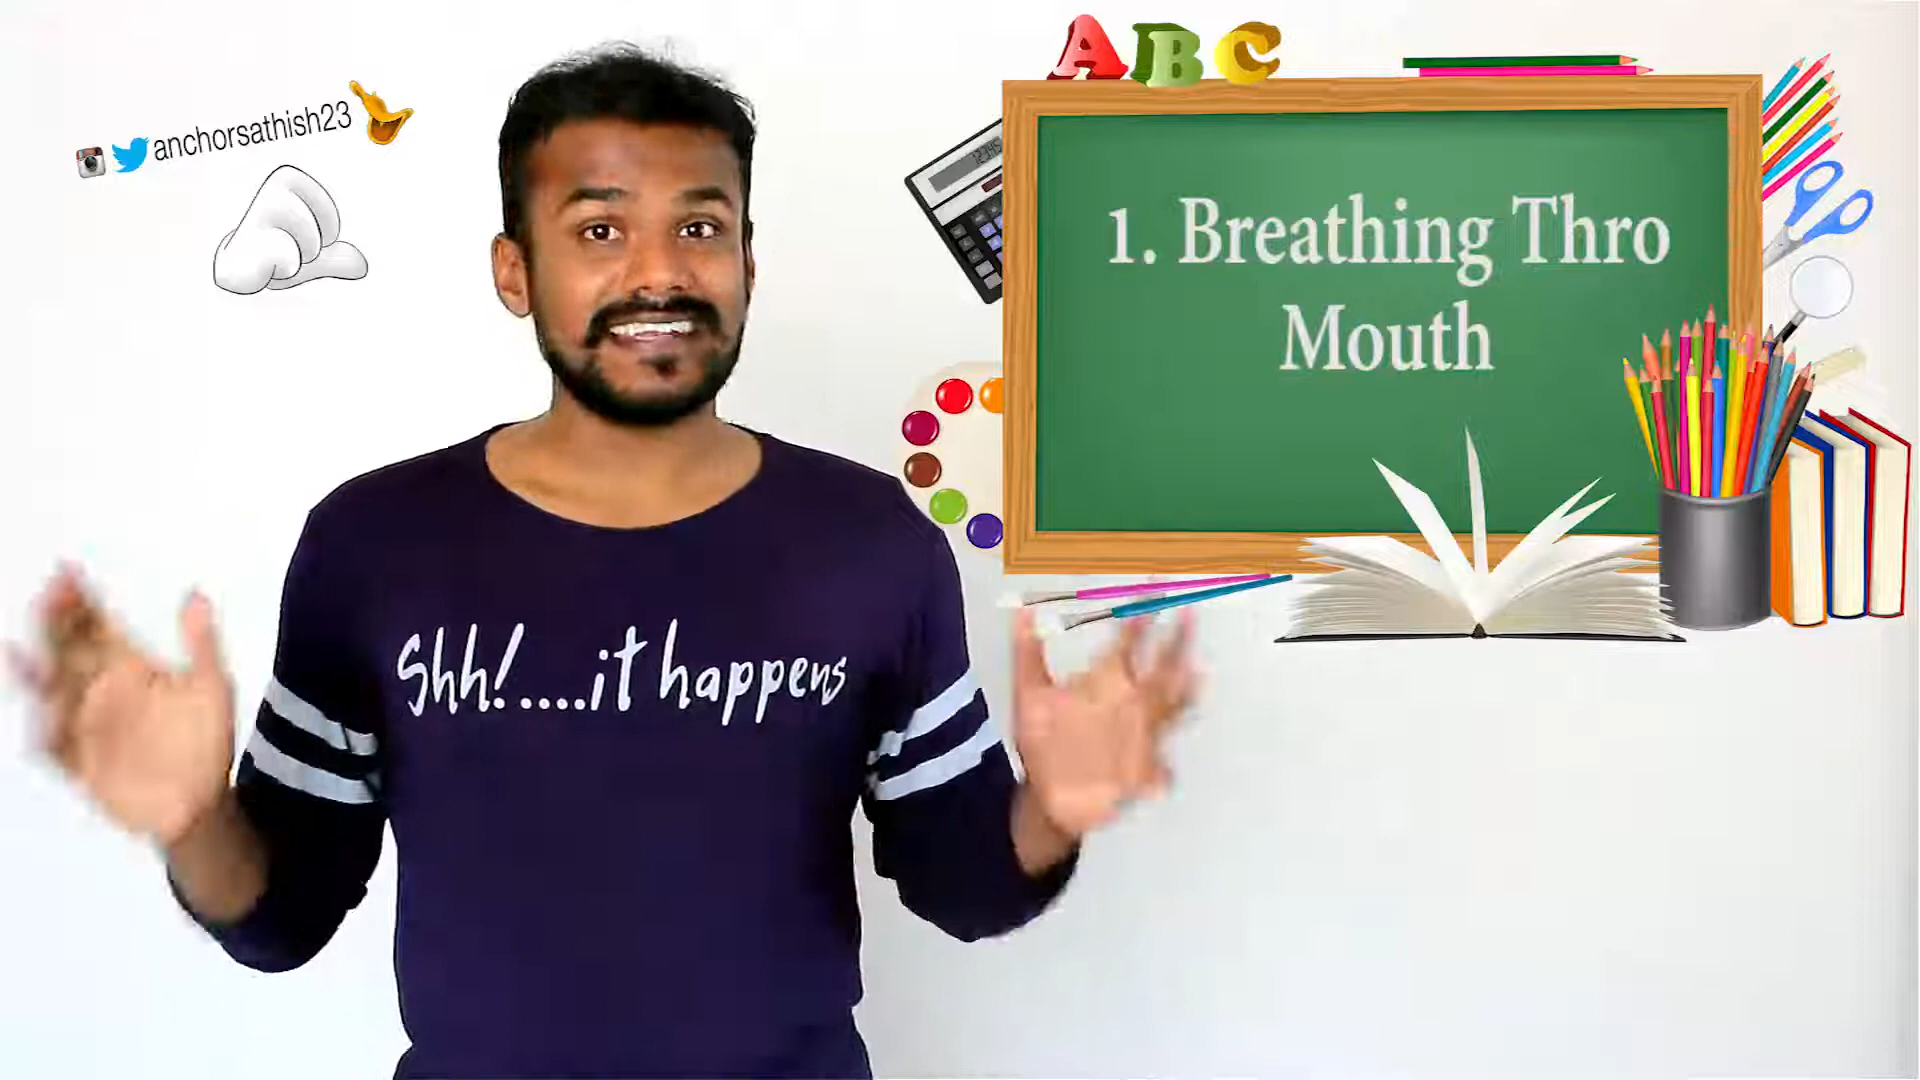 anchorsathish23
ABC
1. Breathing Thro
Mouth
Shh!....it happens